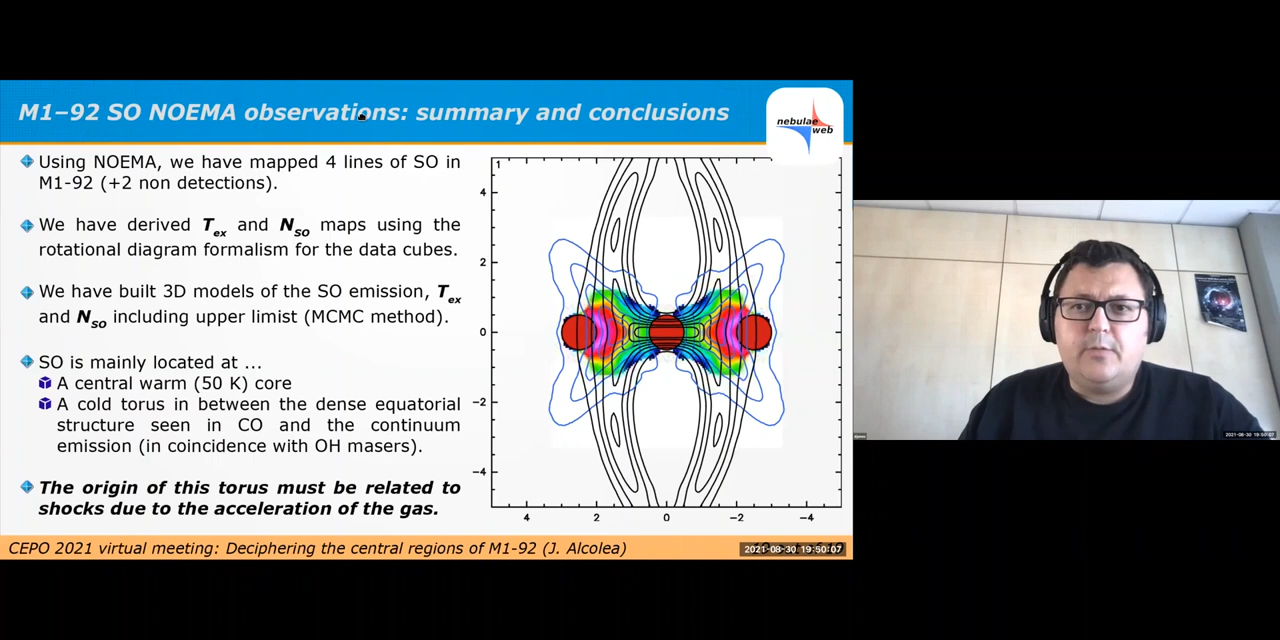 M1–92 SO NOEMA observations: summary and conclusions
nebulae
web
Using NOEMA, we have mapped 4 lines of SO in
M1-92 (+2 non detections).
We have derived Tex and NSO maps using the
rotational diagram formalism for the data cubes.
We have built 3D models of the SO emission, Tex
and NSO including upper limist (MCMC method).
SO is mainly located at ...
A central warm (50 K) core
A cold torus in between the dense equatorial
structure seen in CO and the continuum
emission (in coincidence with OH masers).
The origin of this torus must be related to
shocks due to the acceleration of the gas.
1
4
2
0
−2
−4
4 2 0 −2 −4
CEPO 2021 virtual meeting: Deciphering the central regions of M1-92 (J. Alcolea)
2021-08-30 19:50:07
2021-08-30 19:50:07